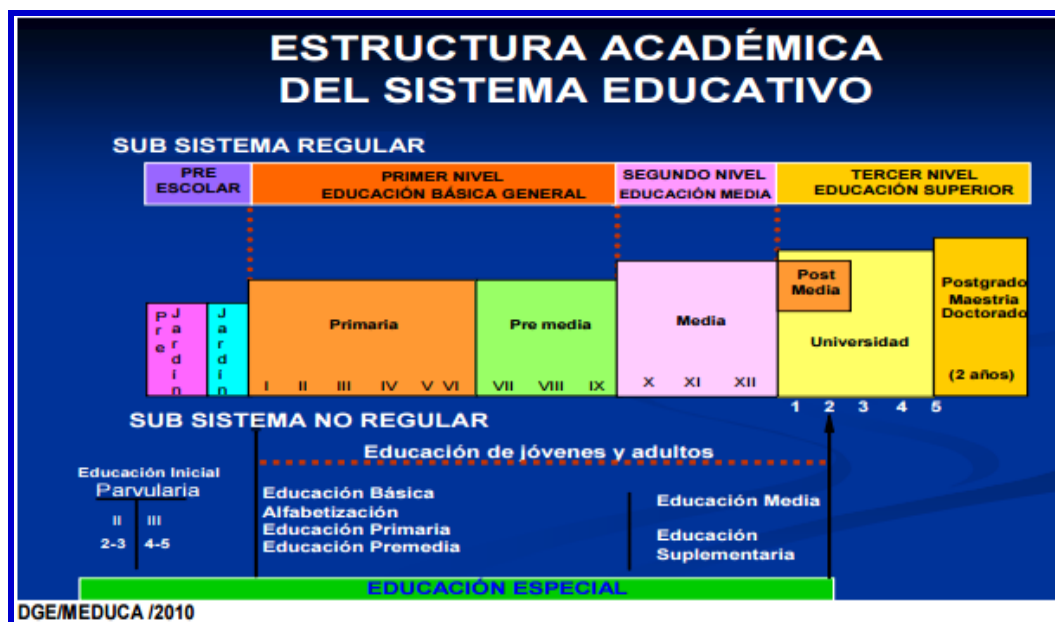 ESTRUCTURA ACADÉMICA
DEL SISTEMA EDUCATIVO
SUB SISTEMA REGULAR
PRE
ESCOLAR
PRIMER NIVEL
EDUCACIÓN BÁSICA GENERAL
SEGUNDO NIVEL
EDUCACIÓN MEDIA
TERCER NIVEL
EDUCACIÓN SUPERIOR
Pre Jardín
Jardín
Primaria
I II III IV V VI
Pre media
VII VIII IX
Media
X XI XII
Post
Media
Universidad
1 2 3 4 5
Postgrado
Maestria
Doctorado
(2 años)
SUB SISTEMA NO REGULAR
Educación de jóvenes y adultos
Educación Inicial
Parvularia
II III
2-3 4-5
Educación Básica
Alfabetización
Educación Primaria
Educación Premedia
Educación Media
Educación
Suplementaria
EDUCACIÓN ESPECIAL
DGE/MEDUCA /2010